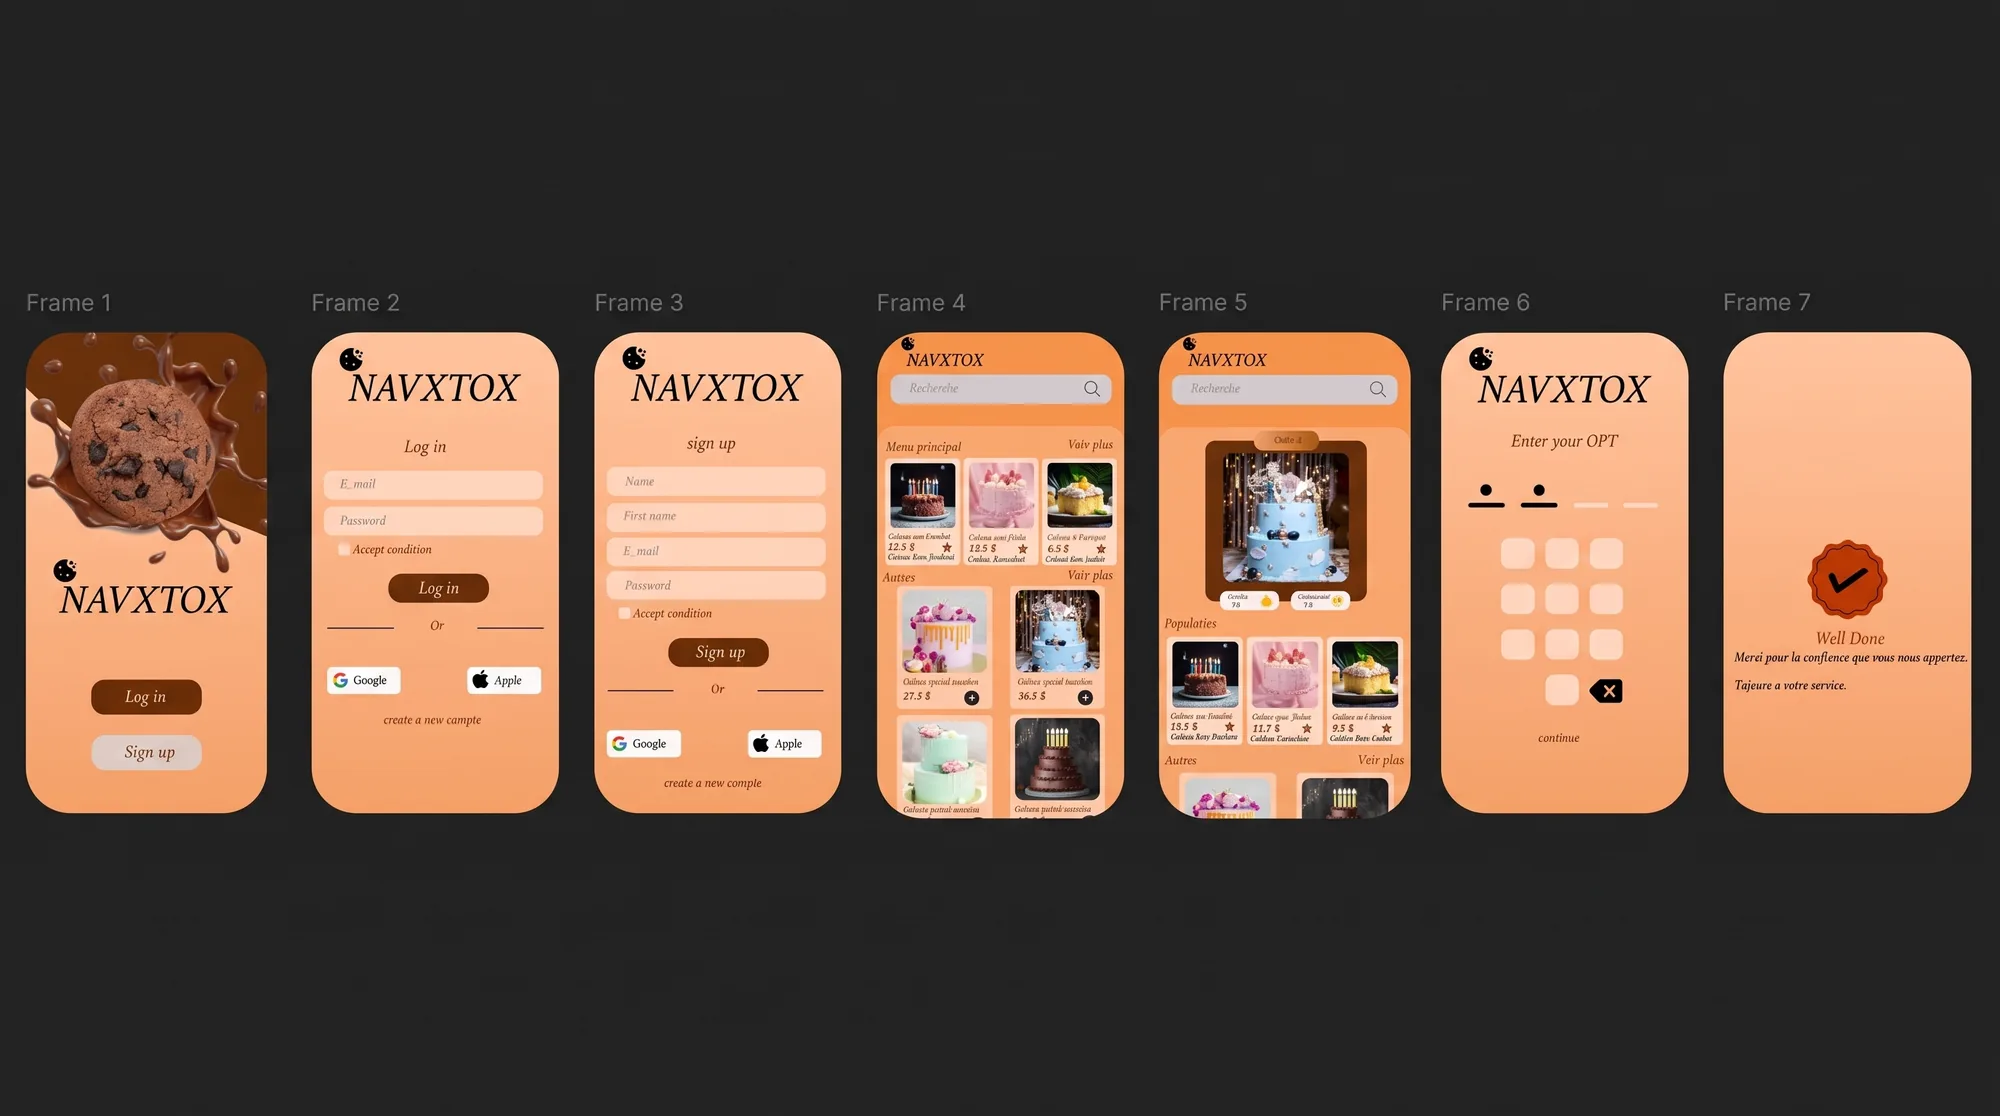 Frame 1
NAVXTOX
Log in
Sign up
Frame 2
NAVXTOX
Log in
E_mail
Password
Accept condition
Log in
Or
Google
Apple
create a new campte
Frame 3
NAVXTOX
sign up
Name
First name
E_mail
Password
Accept condition
Sign up
Or
Google
Apple
create a new comple
Frame 4
NAVXTOX
Recherche
Menu principal
Voiv plus
12.5 $
12.5 $
6.5 $
Autses
Vair plas
27.5 $
36.5 $
Frame 5
NAVXTOX
Recherche
78
7.8
Populaties
18.5 $
11.7 $
9.5 $
Autres
Veir plas
Frame 6
NAVXTOX
Enter your OPT
continue
Frame 7
Well Done
Merci pour la conflence que vous nous appertez.
Tajeure a votre service.